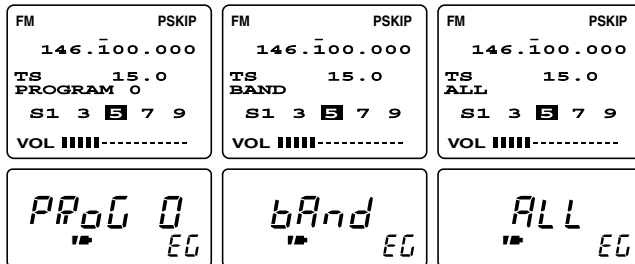 FM PSKIP
146.100.000
TS 15.0
PROGRAM 0
S1 3 5 7 9
VOL
FM PSKIP
146.100.000
TS 15.0
BAND
S1 3 5 7 9
VOL
FM PSKIP
146.100.000
TS 15.0
ALL
S1 3 5 7 9
VOL
PRoG 0
EG
bAnd
EG
ALL
EG